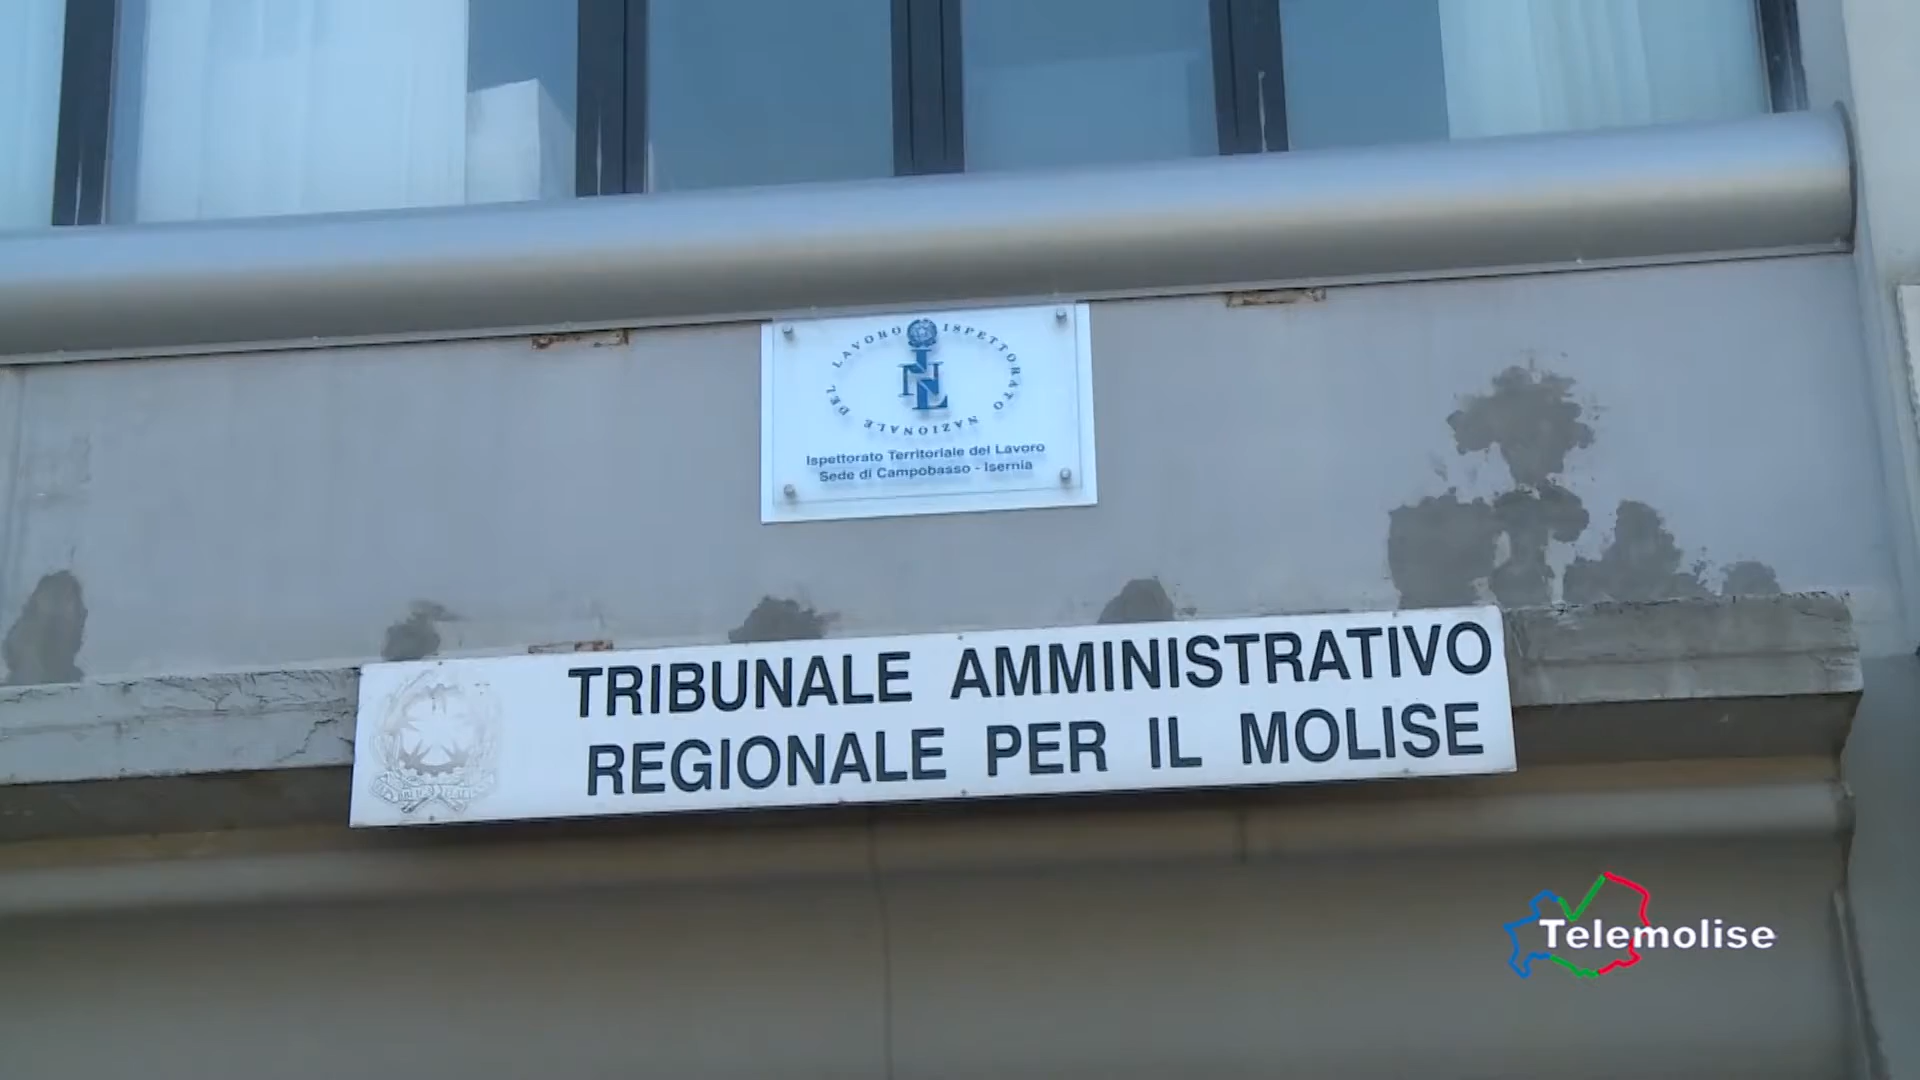 ISPETTORATO NAZIONALE DEL LAVORO
INL
Ispettorato Territoriale del Lavoro
Sede di Campobasso - Isernia
TRIBUNALE AMMINISTRATIVO
REGIONALE PER IL MOLISE
Telemolise